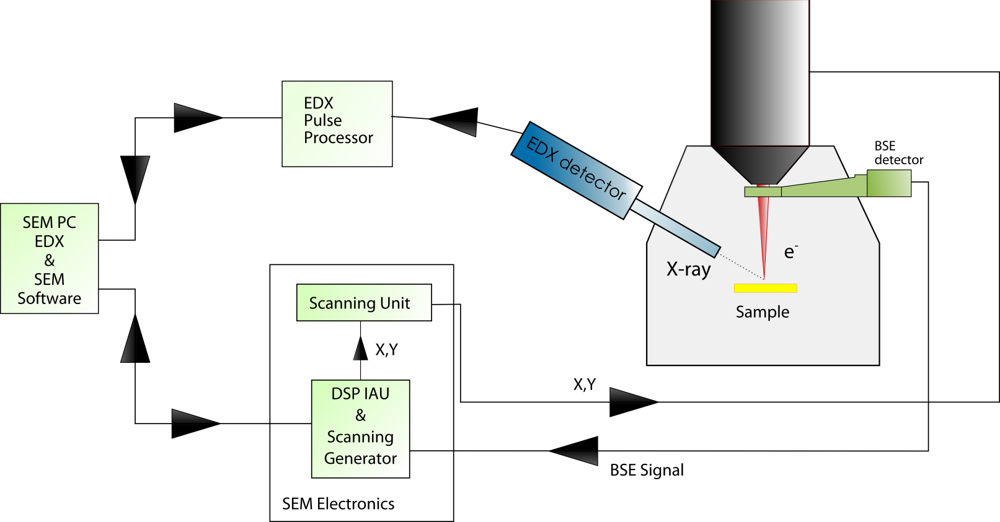 BSE
detector
EDX
Pulse
Processor
EDX detector
SEM PC
EDX
&
SEM
Software
e-
X-ray
Sample
Scanning Unit
X,Y
DSP IAU
&
Scanning
Generator
SEM Electronics
X,Y
BSE Signal